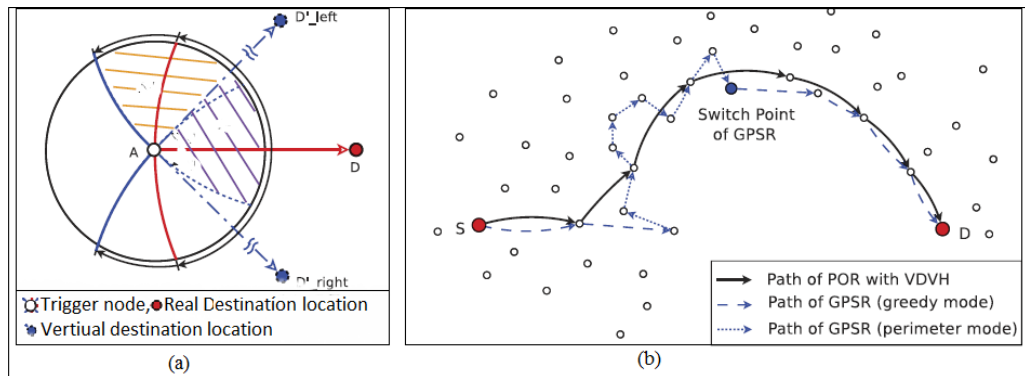 D'_left
A
D
D'_right
Trigger node, Real Destination location
Vertiual destination location
(a)
Switch Point
of GPSR
S
D
Path of POR with VDVH
Path of GPSR (greedy mode)
Path of GPSR (perimeter mode)
(b)